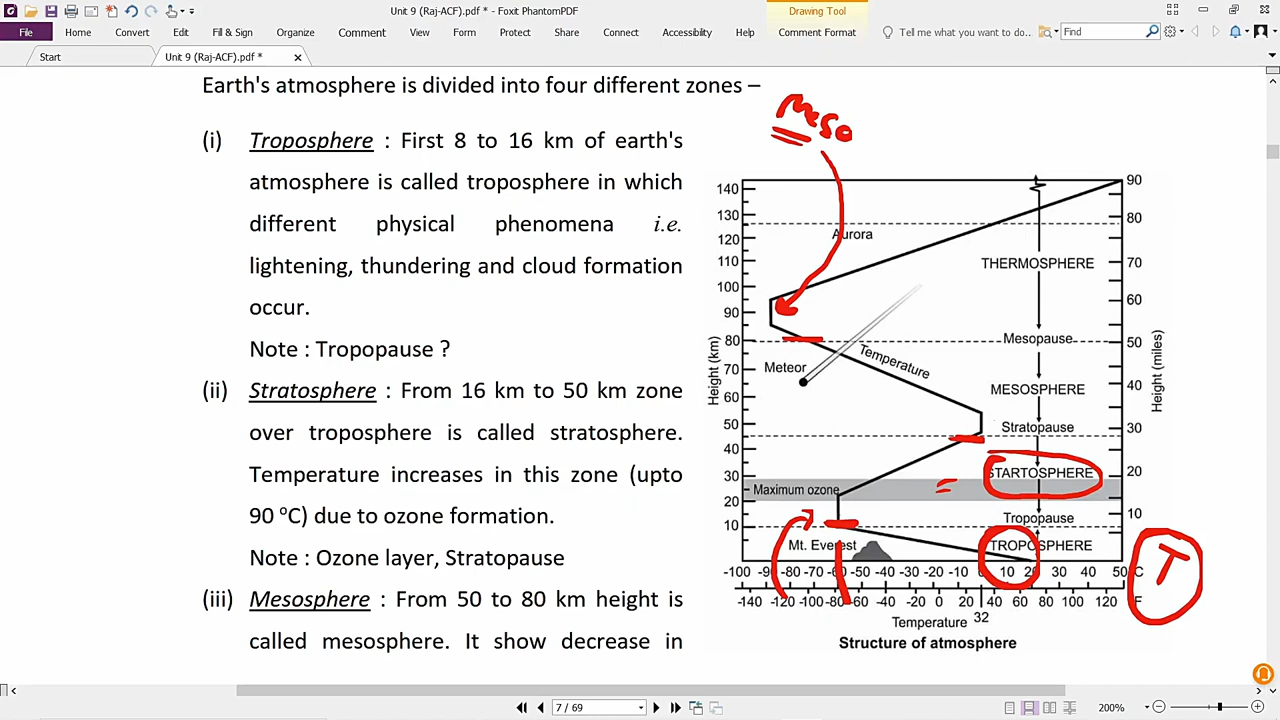 Unit 9 (Raj-ACF).pdf * - Foxit PhantomPDF
Drawing Tool
File Home Convert Edit Fill & Sign Organize Comment View Form Protect Share Connect Accessibility Help Comment Format Tell me what you want to do... Find
Start
Unit 9 (Raj-ACF).pdf *
Earth's atmosphere is divided into four different zones –
(i) Troposphere : First 8 to 16 km of earth's
atmosphere is called troposphere in which
different physical phenomena i.e.
lightening, thundering and cloud formation
occur.
Note : Tropopause ?
(ii) Stratosphere : From 16 km to 50 km zone
over troposphere is called stratosphere.
Temperature increases in this zone (upto
90 °C) due to ozone formation.
Note : Ozone layer, Stratopause
(iii) Mesosphere : From 50 to 80 km height is
called mesosphere. It show decrease in
Meso
140 90
130 80
Aurora
120
110 THERMOSPHERE 70
100
90 60
80 Mesopause 50
Temperature
Meteor
70 MESOSPHERE 40
60
50 Stratopause 30
40
30 STARTOSPHERE 20
Maximum ozone
20
10 Tropopause 10
Mt. Everest TROPOSPHERE
Height (km)
Height (miles)
T
-100 -90 -80 -70 -60 -50 -40 -30 -20 -10 0 10 20 30 40 50 C
-140 -120 -100 -80 -60 -40 -20 0 20 40 60 80 100 120 F
32
Temperature
Structure of atmosphere
7 / 69
200%